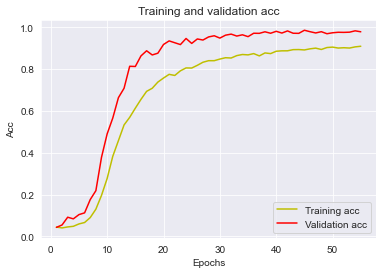 Training and validation acc
1.0
0.8
0.6
0.4
0.2
0.0
Acc
0 10 20 30 40 50
Epochs
Training acc
Validation acc